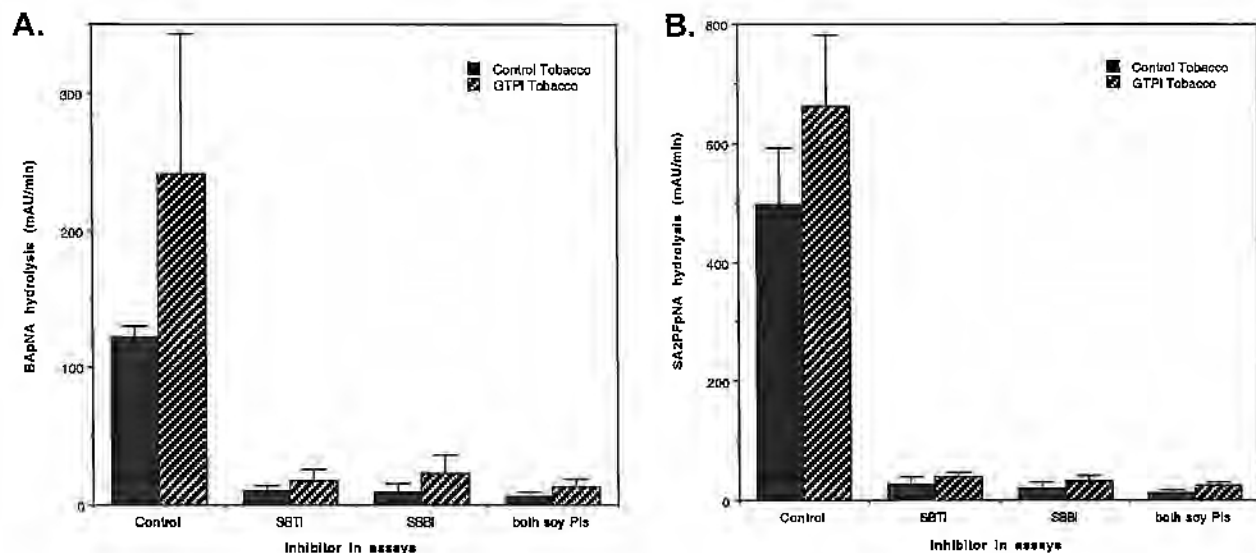 A.
BApNA hydrolysis (mAU/min)
300
200
100
0
Control Tobacco
GTPI Tobacco
Control
SBTI
SBBI
both soy PIs
Inhibitor in assays
B.
SA2PFpNA hydrolysis (mAU/min)
800
600
400
200
0
Control Tobacco
GTPI Tobacco
Control
SBTI
SBBI
both soy PIs
Inhibitor in assays